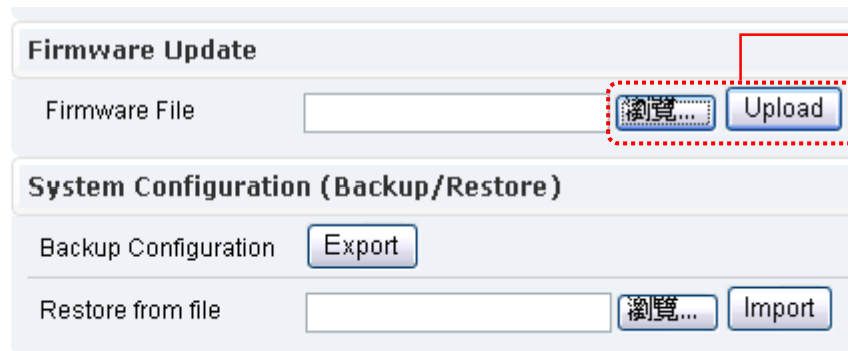 Firmware Update
Firmware File 瀏覽... Upload
System Configuration (Backup/Restore)
Backup Configuration Export
Restore from file 瀏覽... Import